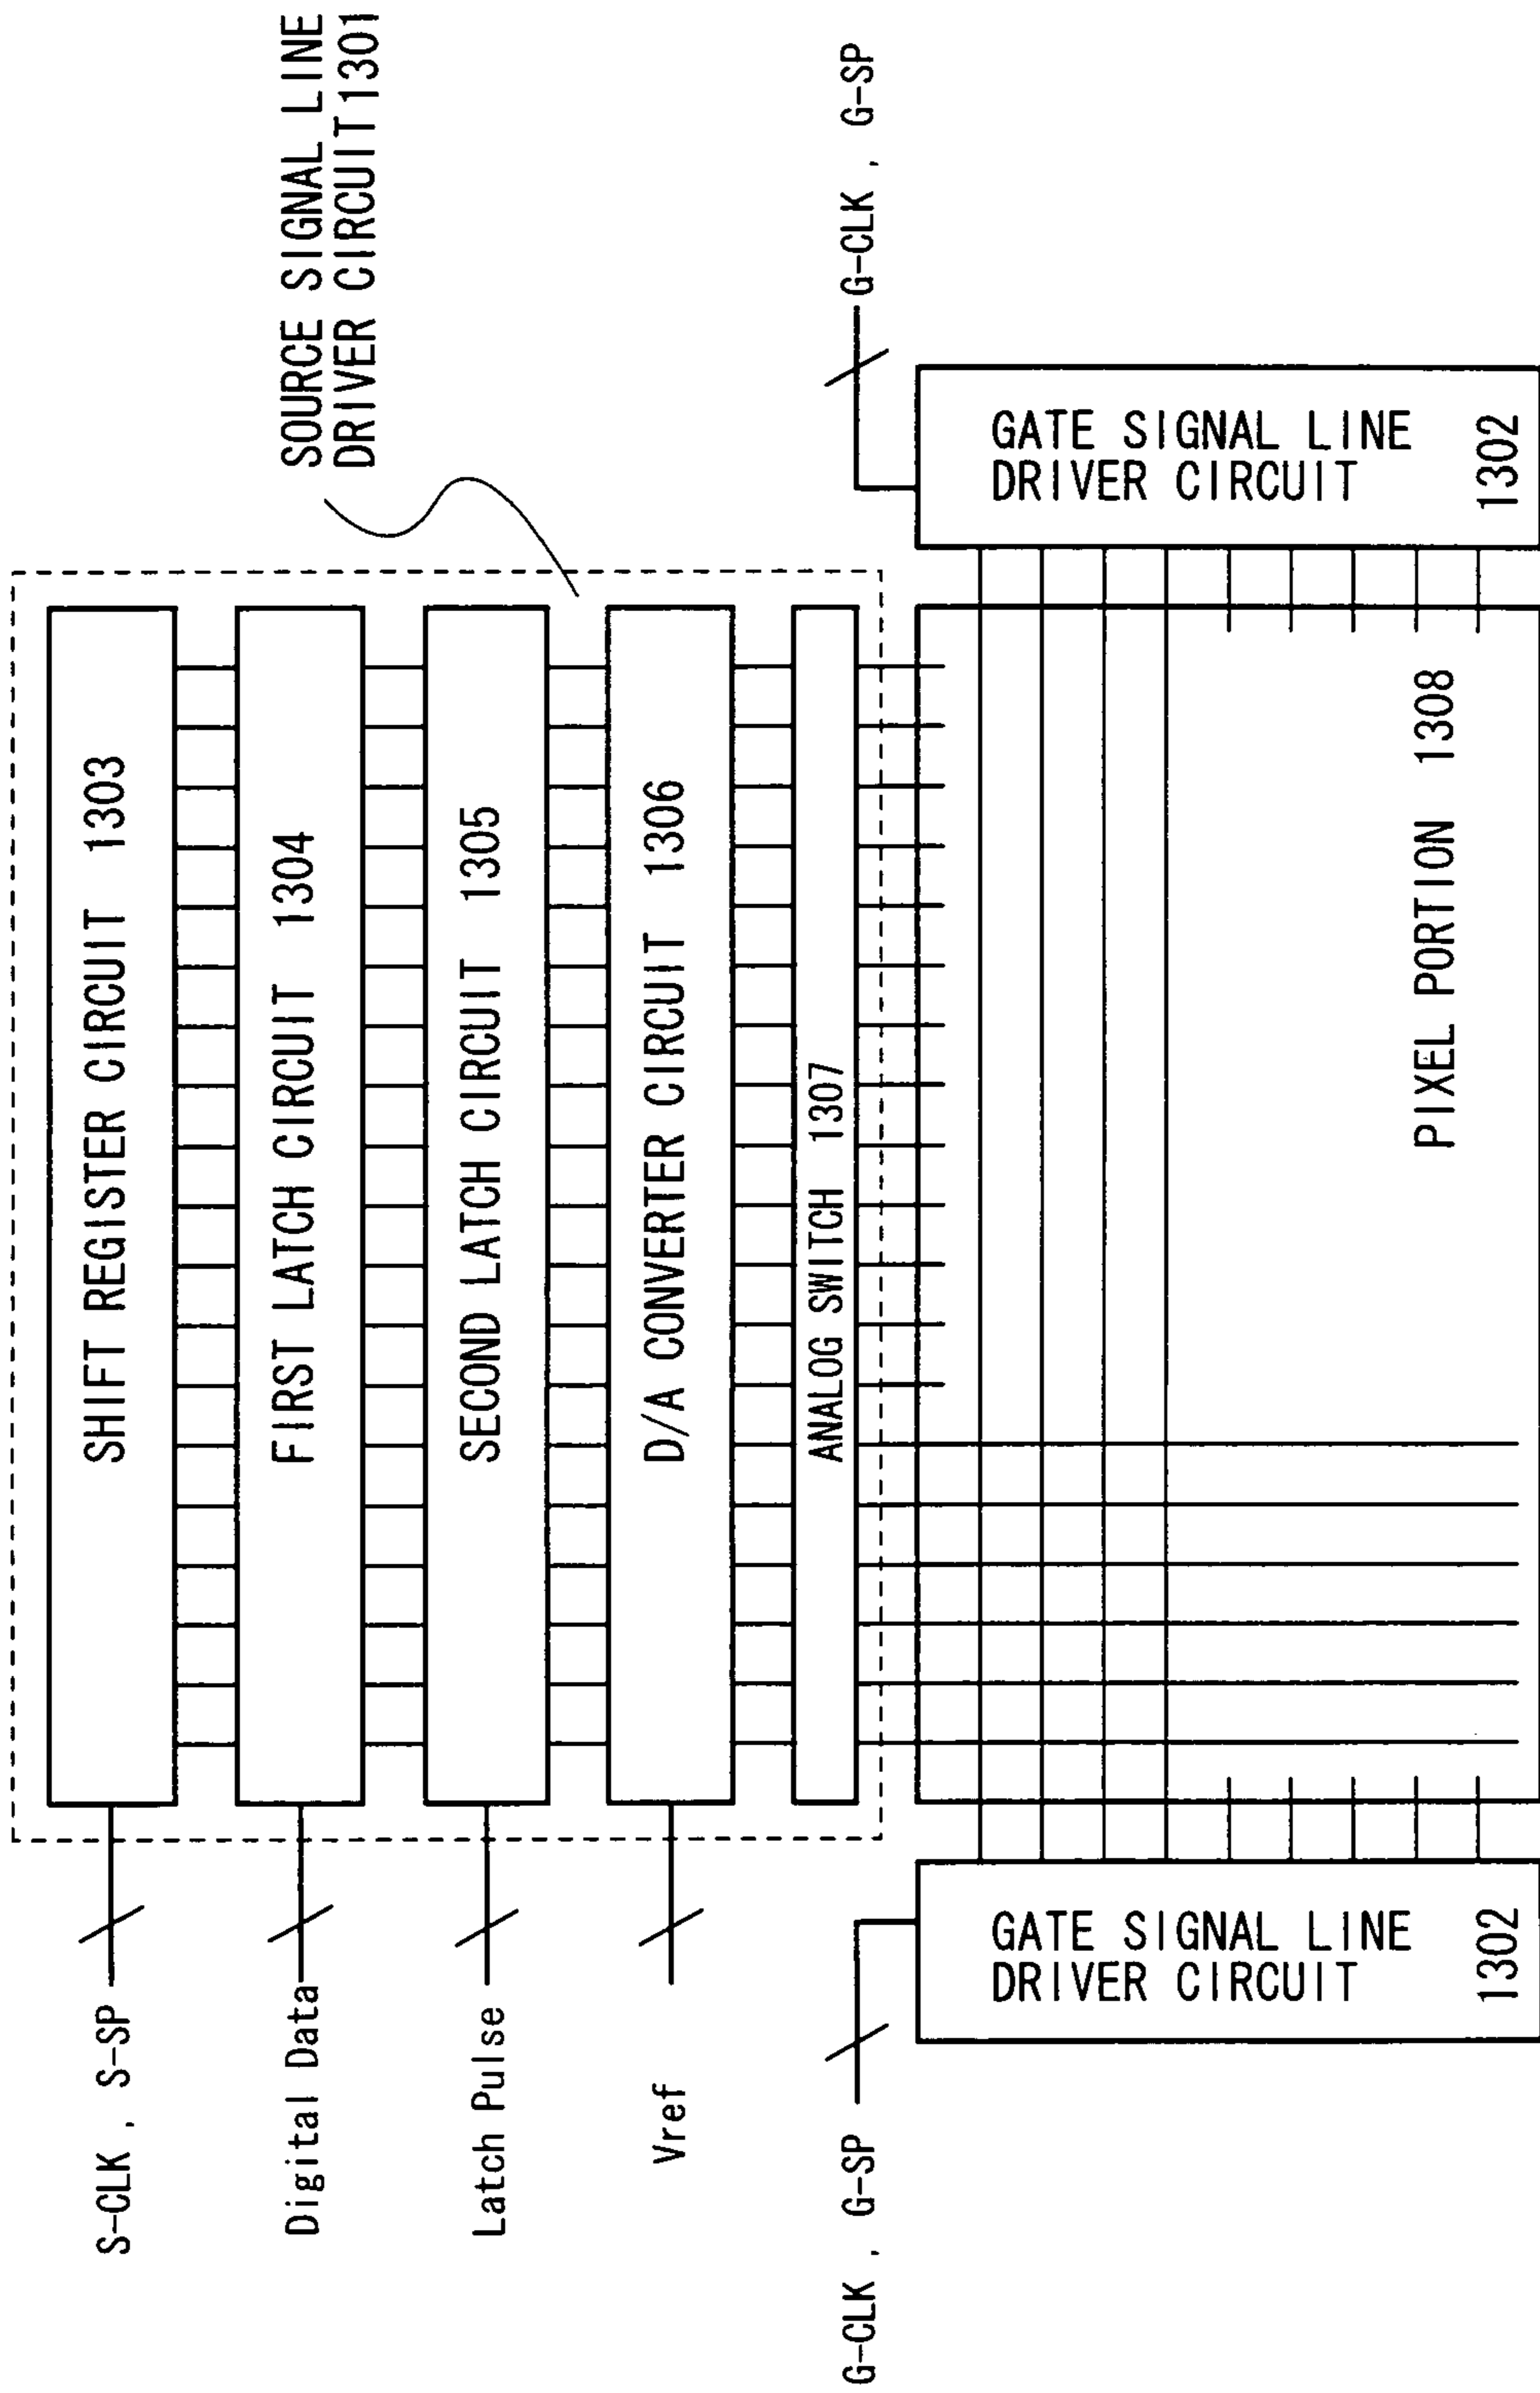 SOURCE SIGNAL LINE
DRIVER CIRCUIT 1301
S-CLK , S-SP
SHIFT REGISTER CIRCUIT 1303
Digital Data
FIRST LATCH CIRCUIT 1304
Latch Pulse
SECOND LATCH CIRCUIT 1305
Vref
D/A CONVERTER CIRCUIT 1306
ANALOG SWITCH 1307
G-CLK , G-SP
G-CLK , G-SP
GATE SIGNAL LINE
DRIVER CIRCUIT
1302
PIXEL PORTION 1308
GATE SIGNAL LINE
DRIVER CIRCUIT
1302